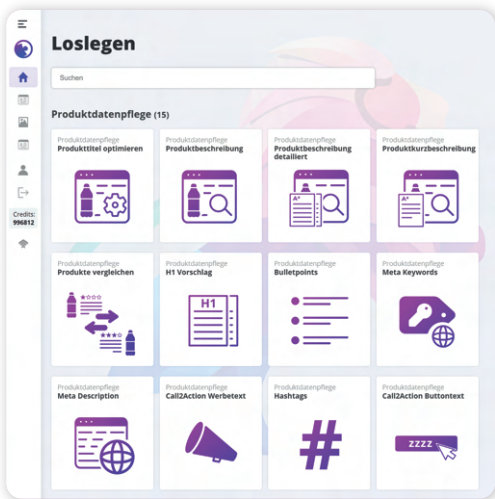 Loslegen
Suchen
Produktdatenpflege (15)
Produktdatenpflege
Produkttitel optimieren
Produktdatenpflege
Produktbeschreibung
Produktdatenpflege
Produktbeschreibung
detailliert
A+
Produktdatenpflege
Produktkurzbeschreibung
A+
Credits:
996812
Produktdatenpflege
Produkte vergleichen
Produktdatenpflege
H1 Vorschlag
H1
Produktdatenpflege
Bulletpoints
Produktdatenpflege
Meta Keywords
Produktdatenpflege
Meta Description
Produktdatenpflege
Call2Action Werbetext
Produktdatenpflege
Hashtags
#
Produktdatenpflege
Call2Action Buttontext
ZZZZ